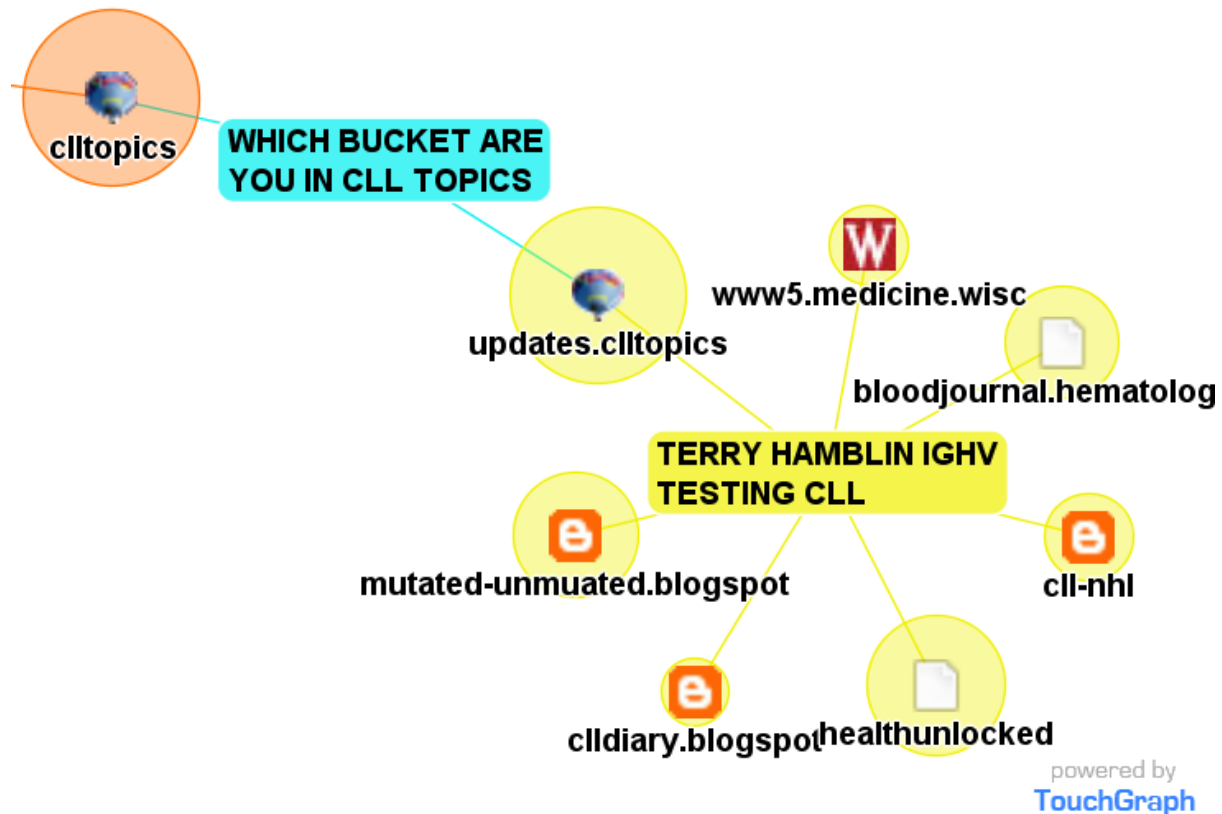 clltopics
WHICH BUCKET ARE
YOU IN CLL TOPICS
W
www5.medicine.wisc
updates.clltopics
bloodjournal.hematolog
TERRY HAMBLIN IGHV
TESTING CLL
mutated-unmuated.blogspot
cll-nhl
clldiary.blogspot
healthunlocked
powered by
TouchGraph